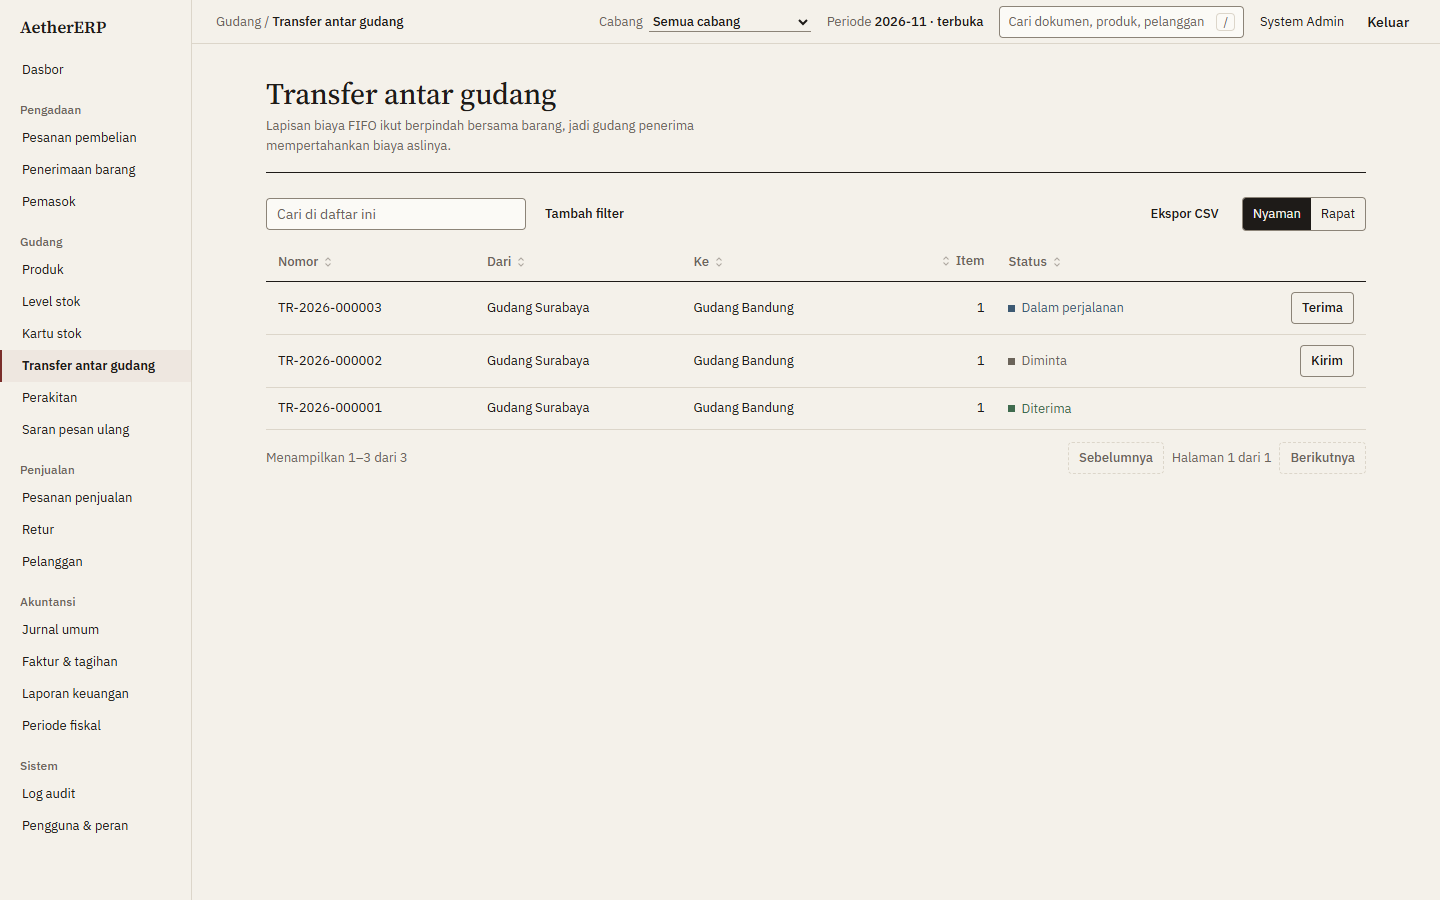 AetherERP
Dasbor
Pengadaan
Pesanan pembelian
Penerimaan barang
Pemasok
Gudang
Produk
Level stok
Kartu stok
Transfer antar gudang
Perakitan
Saran pesan ulang
Penjualan
Pesanan penjualan
Retur
Pelanggan
Akuntansi
Jurnal umum
Faktur & tagihan
Laporan keuangan
Periode fiskal
Sistem
Log audit
Pengguna & peran
Gudang / Transfer antar gudang
Cabang Semua cabang
Periode 2026-11 · terbuka
Cari dokumen, produk, pelanggan /
System Admin
Keluar
Transfer antar gudang
Lapisan biaya FIFO ikut berpindah bersama barang, jadi gudang penerima
mempertahankan biaya aslinya.
Cari di daftar ini
Tambah filter
Ekspor CSV
Nyaman Rapat
Nomor Dari Ke Item Status
TR-2026-000003 Gudang Surabaya Gudang Bandung 1 Dalam perjalanan Terima
TR-2026-000002 Gudang Surabaya Gudang Bandung 1 Diminta Kirim
TR-2026-000001 Gudang Surabaya Gudang Bandung 1 Diterima
Menampilkan 1–3 dari 3
Sebelumnya Halaman 1 dari 1 Berikutnya